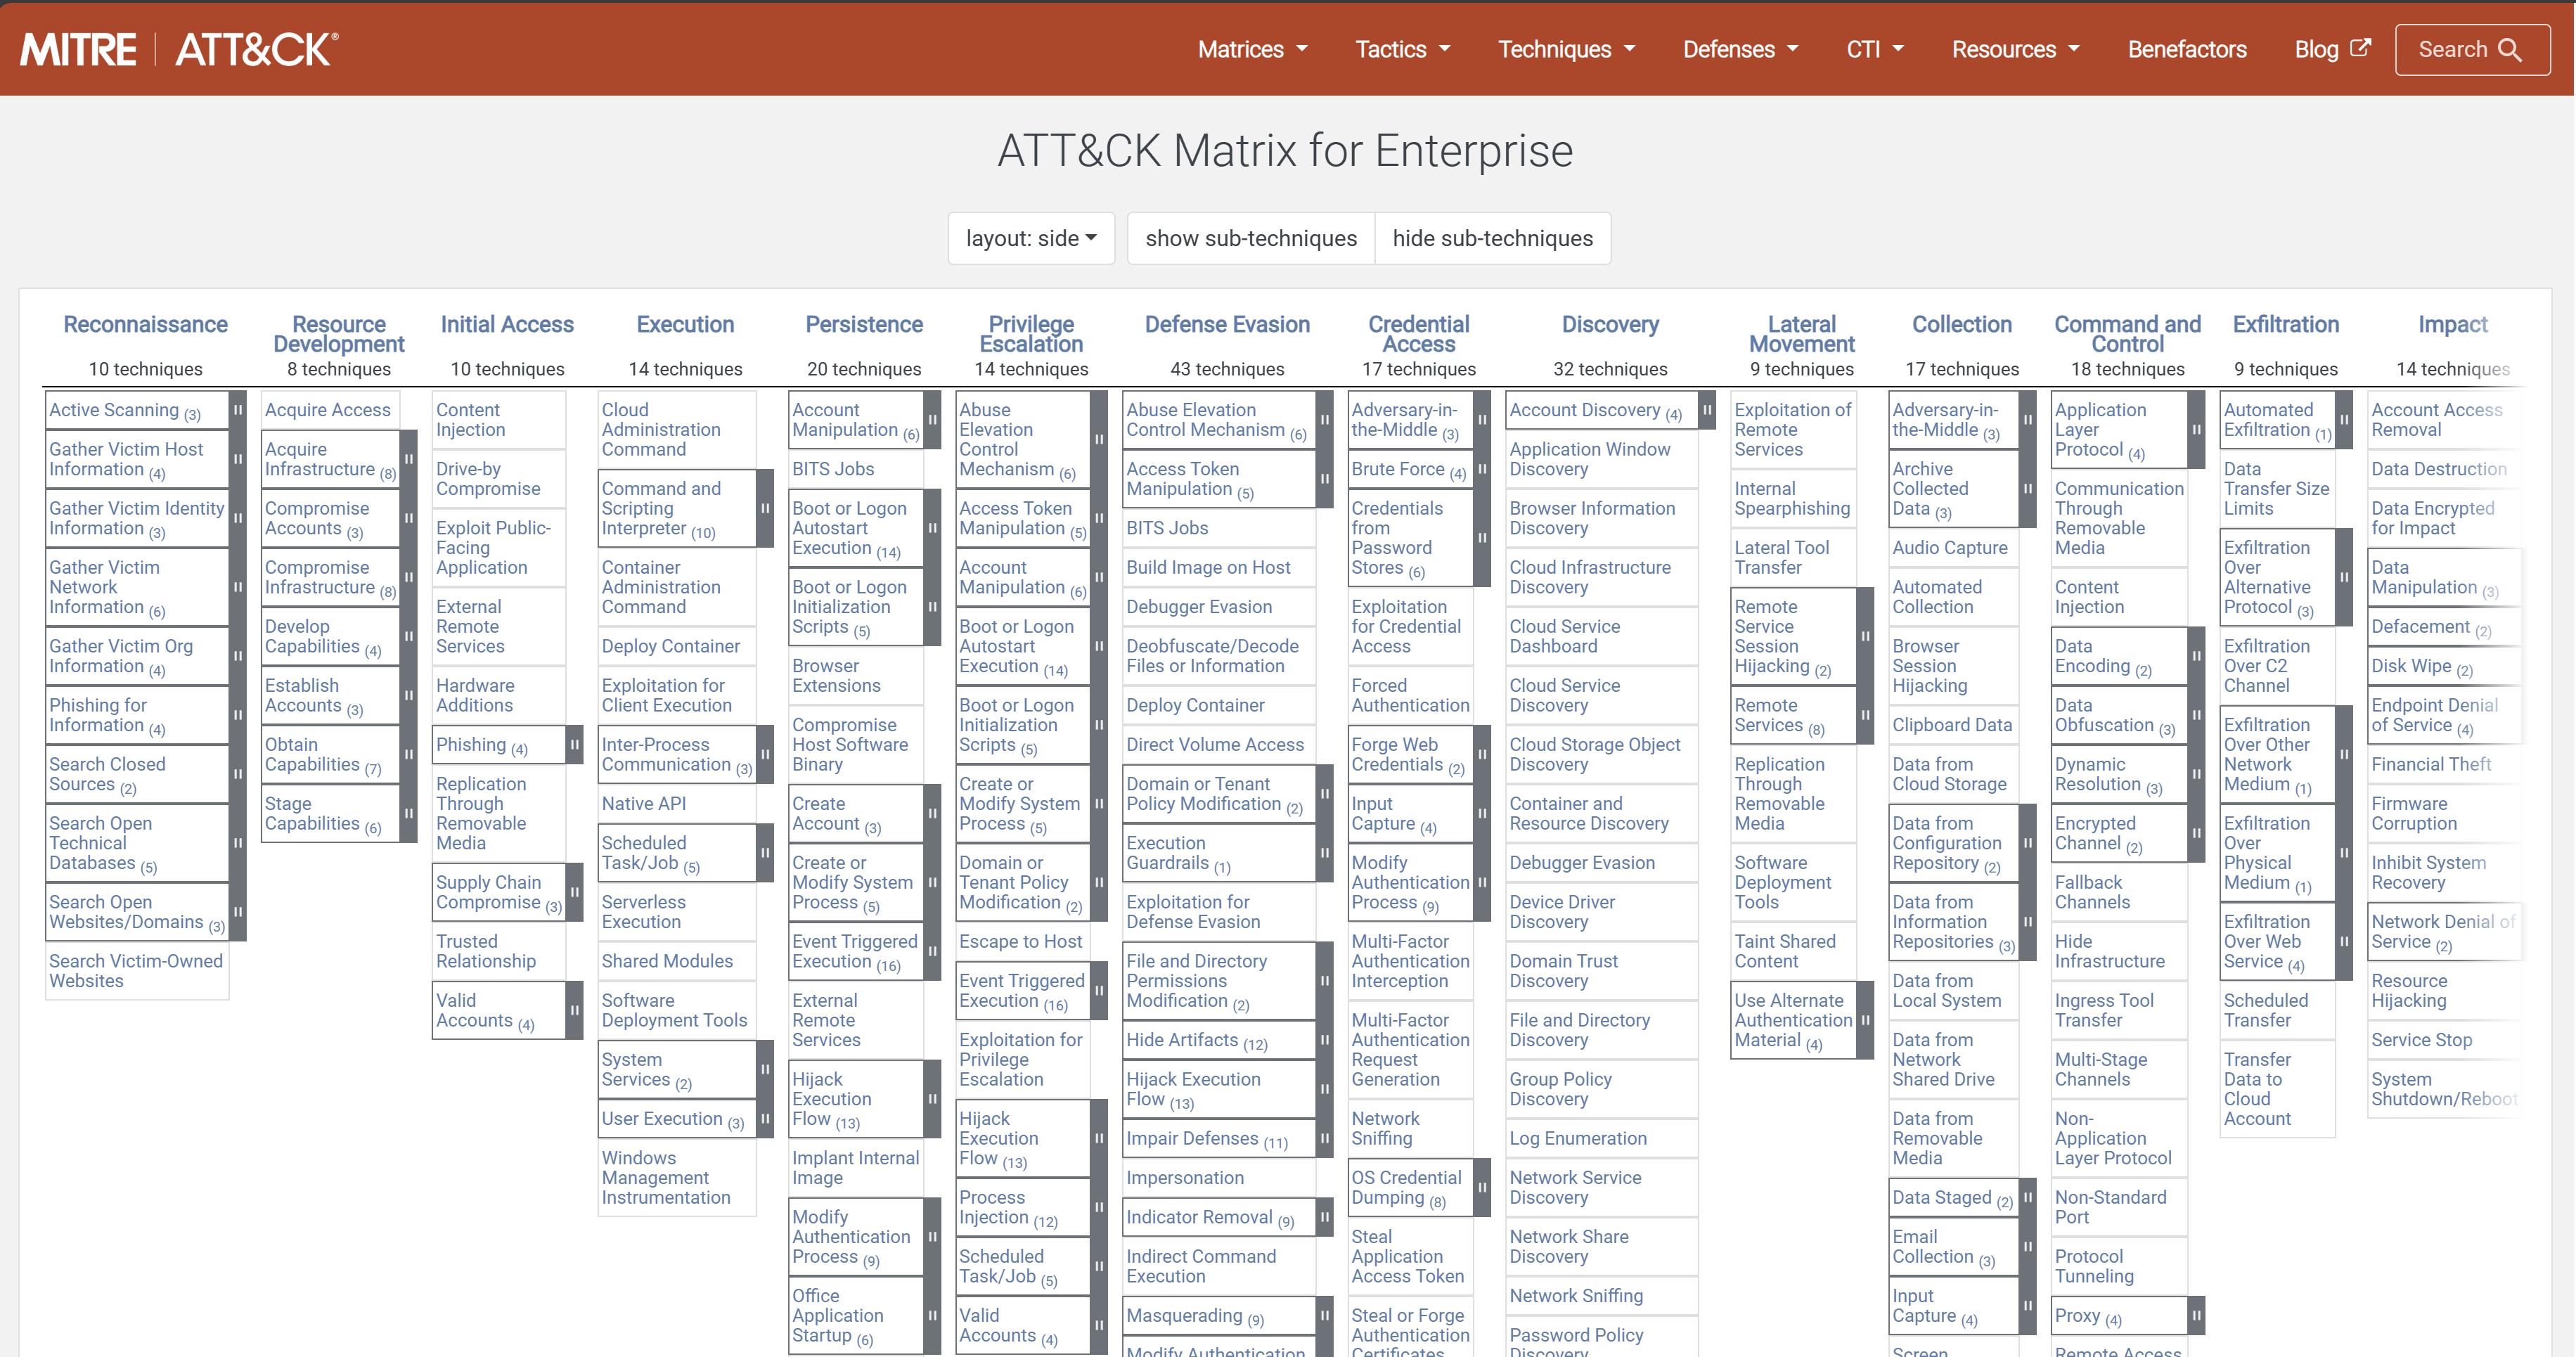 MITRE | ATT&CK®
Matrices
Tactics
Techniques
Defenses
CTI
Resources
Benefactors
Blog
Search
ATT&CK Matrix for Enterprise
layout: side
show sub-techniques
hide sub-techniques
Reconnaissance
10 techniques
Active Scanning (3)
Gather Victim Host
Information (4)
Gather Victim Identity
Information (3)
Gather Victim
Network
Information (6)
Gather Victim Org
Information (4)
Phishing for
Information (4)
Search Closed
Sources (2)
Search Open
Technical
Databases (5)
Search Open
Websites/Domains (3)
Search Victim-Owned
Websites
Resource
Development
8 techniques
Acquire Access
Acquire
Infrastructure (8)
Compromise
Accounts (3)
Compromise
Infrastructure (8)
Develop
Capabilities (4)
Establish
Accounts (3)
Obtain
Capabilities (7)
Stage
Capabilities (6)
Initial Access
10 techniques
Content
Injection
Drive-by
Compromise
Exploit Public-
Facing
Application
External
Remote
Services
Hardware
Additions
Phishing (4)
Replication
Through
Removable
Media
Supply Chain
Compromise (3)
Trusted
Relationship
Valid
Accounts (4)
Execution
14 techniques
Cloud
Administration
Command
Command and
Scripting
Interpreter (10)
Container
Administration
Command
Deploy Container
Exploitation for
Client Execution
Inter-Process
Communication (3)
Native API
Scheduled
Task/Job (5)
Serverless
Execution
Shared Modules
Software
Deployment Tools
System
Services (2)
User Execution (3)
Windows
Management
Instrumentation
Persistence
20 techniques
Account
Manipulation (6)
BITS Jobs
Boot or Logon
Autostart
Execution (14)
Boot or Logon
Initialization
Scripts (5)
Browser
Extensions
Compromise
Host Software
Binary
Create
Account (3)
Create or
Modify System
Process (5)
Event Triggered
Execution (16)
External
Remote
Services
Hijack
Execution
Flow (13)
Implant Internal
Image
Modify
Authentication
Process (9)
Office
Application
Startup (6)
Privilege
Escalation
14 techniques
Abuse
Elevation
Control
Mechanism (6)
Access Token
Manipulation (5)
Account
Manipulation (6)
Boot or Logon
Autostart
Execution (14)
Boot or Logon
Initialization
Scripts (5)
Create or
Modify System
Process (5)
Domain or
Tenant Policy
Modification (2)
Escape to Host
Event Triggered
Execution (16)
Exploitation for
Privilege
Escalation
Hijack
Execution
Flow (13)
Process
Injection (12)
Scheduled
Task/Job (5)
Valid
Accounts (4)
Defense Evasion
43 techniques
Abuse Elevation
Control Mechanism (6)
Access Token
Manipulation (5)
BITS Jobs
Build Image on Host
Debugger Evasion
Deobfuscate/Decode
Files or Information
Deploy Container
Direct Volume Access
Domain or Tenant
Policy Modification (2)
Execution
Guardrails (1)
Exploitation for
Defense Evasion
File and Directory
Permissions
Modification (2)
Hide Artifacts (12)
Hijack Execution
Flow (13)
Impair Defenses (11)
Impersonation
Indicator Removal (9)
Indirect Command
Execution
Masquerading (9)
Modify Authentication
Credential
Access
17 techniques
Adversary-in-
the-Middle (3)
Brute Force (4)
Credentials
from
Password
Stores (6)
Exploitation
for Credential
Access
Forced
Authentication
Forge Web
Credentials (2)
Input
Capture (4)
Modify
Authentication
Process (9)
Multi-Factor
Authentication
Interception
Multi-Factor
Authentication
Request
Generation
Network
Sniffing
OS Credential
Dumping (8)
Steal
Application
Access Token
Steal or Forge
Authentication
Certificates
Discovery
32 techniques
Account Discovery (4)
Application Window
Discovery
Browser Information
Discovery
Cloud Infrastructure
Discovery
Cloud Service
Dashboard
Cloud Service
Discovery
Cloud Storage Object
Discovery
Container and
Resource Discovery
Debugger Evasion
Device Driver
Discovery
Domain Trust
Discovery
File and Directory
Discovery
Group Policy
Discovery
Log Enumeration
Network Service
Discovery
Network Share
Discovery
Network Sniffing
Password Policy
Discovery
Lateral
Movement
9 techniques
Exploitation of
Remote
Services
Internal
Spearphishing
Lateral Tool
Transfer
Remote
Service
Session
Hijacking (2)
Remote
Services (8)
Replication
Through
Removable
Media
Software
Deployment
Tools
Taint Shared
Content
Use Alternate
Authentication
Material (4)
Collection
17 techniques
Adversary-in-
the-Middle (3)
Archive
Collected
Data (3)
Audio Capture
Automated
Collection
Browser
Session
Hijacking
Clipboard Data
Data from
Cloud Storage
Data from
Configuration
Repository (2)
Data from
Information
Repositories (3)
Data from
Local System
Data from
Network
Shared Drive
Data from
Removable
Media
Data Staged (2)
Email
Collection (3)
Input
Capture (4)
Screen
Command and
Control
18 techniques
Application
Layer
Protocol (4)
Communication
Through
Removable
Media
Content
Injection
Data
Encoding (2)
Data
Obfuscation (3)
Dynamic
Resolution (3)
Encrypted
Channel (2)
Fallback
Channels
Hide
Infrastructure
Ingress Tool
Transfer
Multi-Stage
Channels
Non-
Application
Layer Protocol
Non-Standard
Port
Protocol
Tunneling
Proxy (4)
Remote Access
Exfiltration
9 techniques
Automated
Exfiltration (1)
Data
Transfer Size
Limits
Exfiltration
Over
Alternative
Protocol (3)
Exfiltration
Over C2
Channel
Exfiltration
Over Other
Network
Medium (1)
Exfiltration
Over
Physical
Medium (1)
Exfiltration
Over Web
Service (4)
Scheduled
Transfer
Transfer
Data to
Cloud
Account
Impact
14 techniques
Account Access
Removal
Data Destruction
Data Encrypted
for Impact
Data
Manipulation (3)
Defacement (2)
Disk Wipe (2)
Endpoint Denial
of Service (4)
Financial Theft
Firmware
Corruption
Inhibit System
Recovery
Network Denial of
Service (2)
Resource
Hijacking
Service Stop
System
Shutdown/Reboot